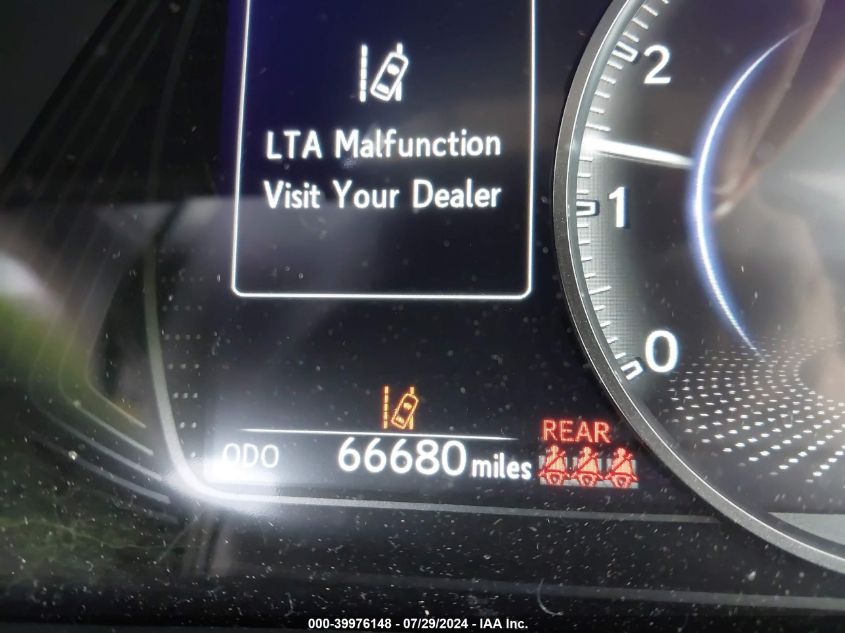 LTA Malfunction
Visit Your Dealer
2
1
0
REAR
ODO 66680 miles
000-39976148 - 07/29/2024 - IAA Inc.